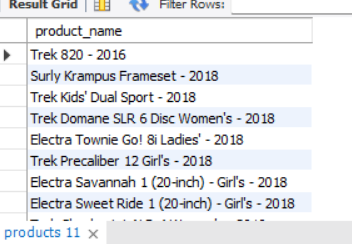 Result Grid Filter Rows:
product_name
Trek 820 - 2016
Surly Krampus Frameset - 2018
Trek Kids' Dual Sport - 2018
Trek Domane SLR 6 Disc Women's - 2018
Electra Townie Go! 8i Ladies' - 2018
Trek Precaliber 12 Girl's - 2018
Electra Savannah 1 (20-inch) - Girl's - 2018
Electra Sweet Ride 1 (20-inch) - Girl's - 2018
products 11